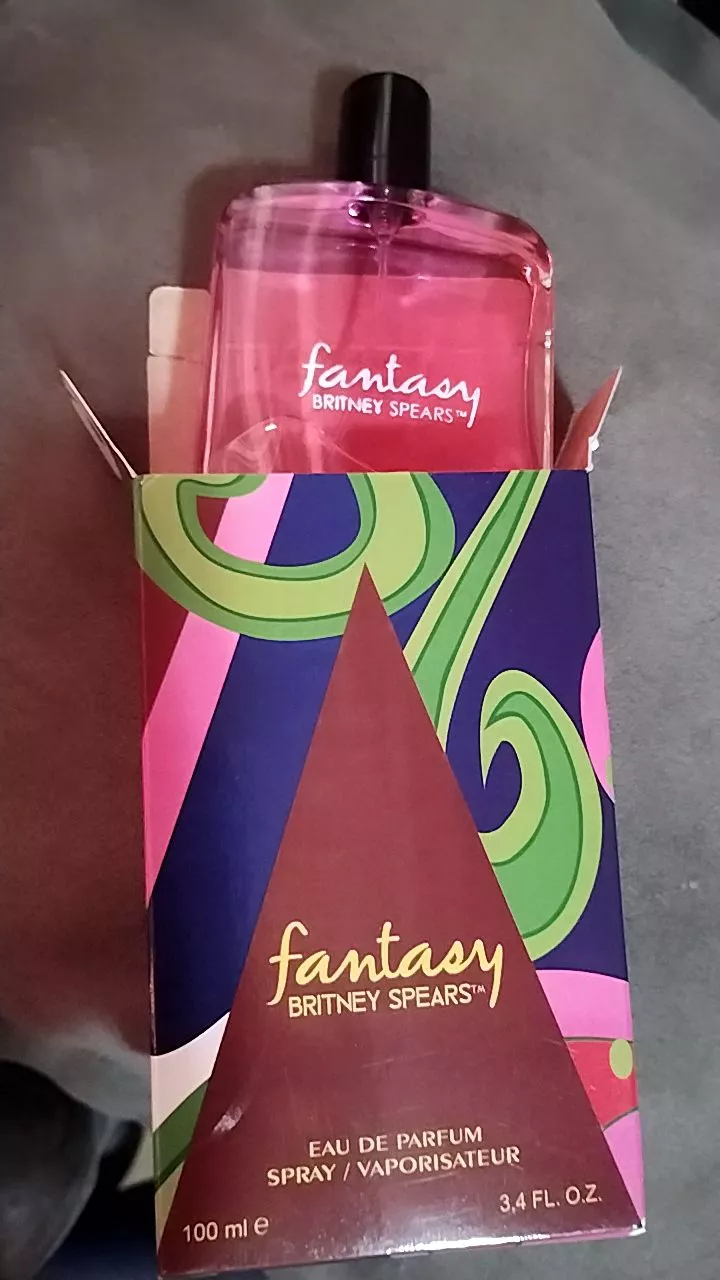 fantasy
BRITNEY SPEARS™
fantasy
BRITNEY SPEARS™
EAU DE PARFUM
SPRAY / VAPORISATEUR
100 ml e
3,4 FL. O.Z.